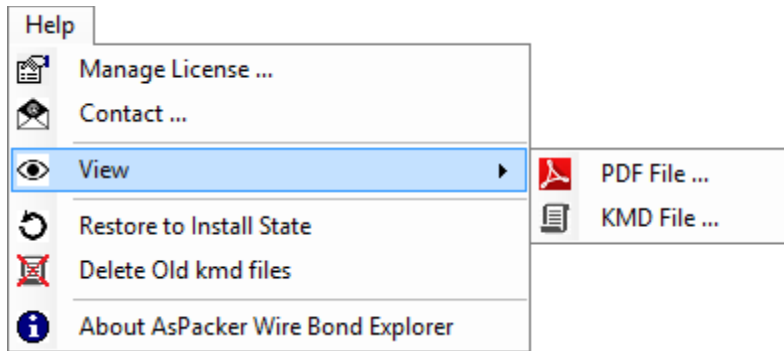 Help
Manage License ...
Contact ...
View
PDF File ...
KMD File ...
Restore to Install State
Delete Old kmd files
About AsPacker Wire Bond Explorer